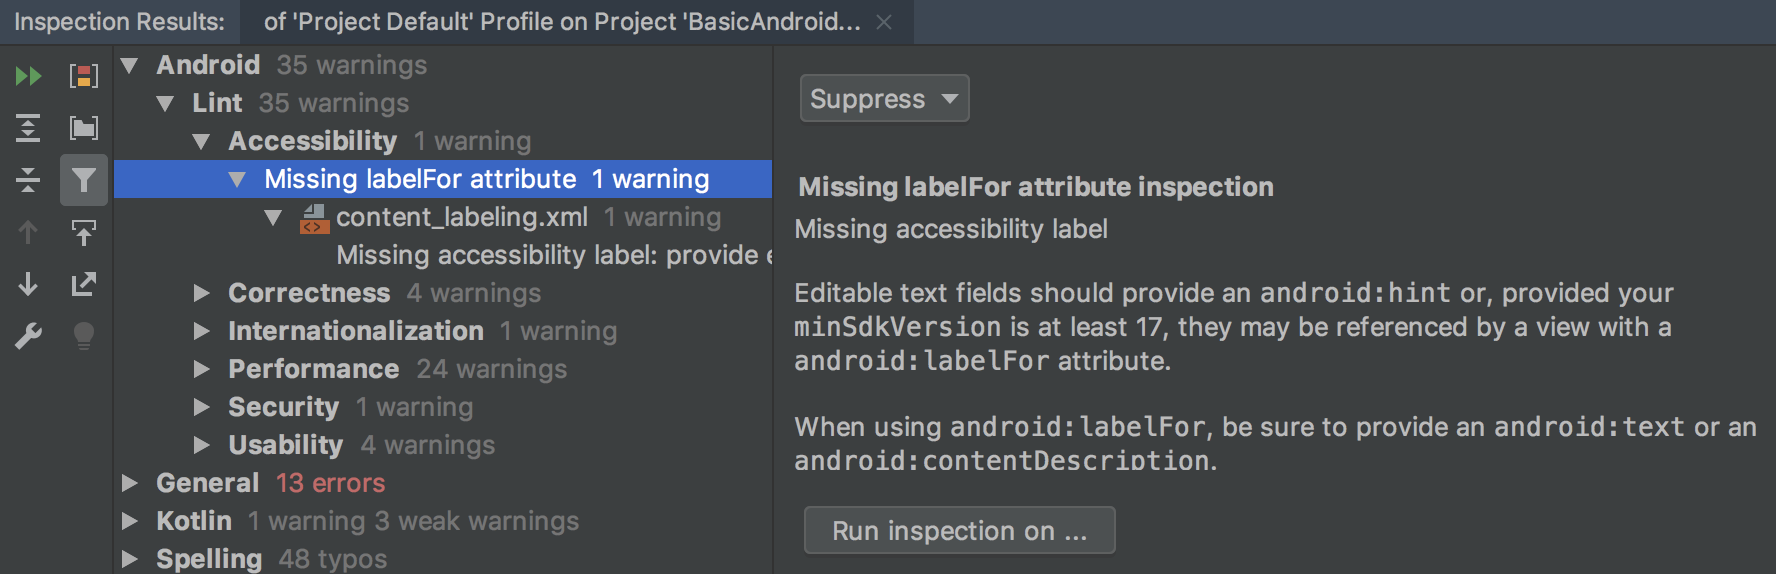 Inspection Results: of 'Project Default' Profile on Project 'BasicAndroid...
Android 35 warnings
Lint 35 warnings
Accessibility 1 warning
Missing labelFor attribute 1 warning
content_labeling.xml 1 warning
Missing accessibility label: provide e
Correctness 4 warnings
Internationalization 1 warning
Performance 24 warnings
Security 1 warning
Usability 4 warnings
General 13 errors
Kotlin 1 warning 3 weak warnings
Spelling 48 typos
Suppress
Missing labelFor attribute inspection
Missing accessibility label
Editable text fields should provide an android:hint or, provided your
minSdkVersion is at least 17, they may be referenced by a view with a
android:labelFor attribute.
When using android:labelFor, be sure to provide an android:text or an
android:contentDescription.
Run inspection on ...